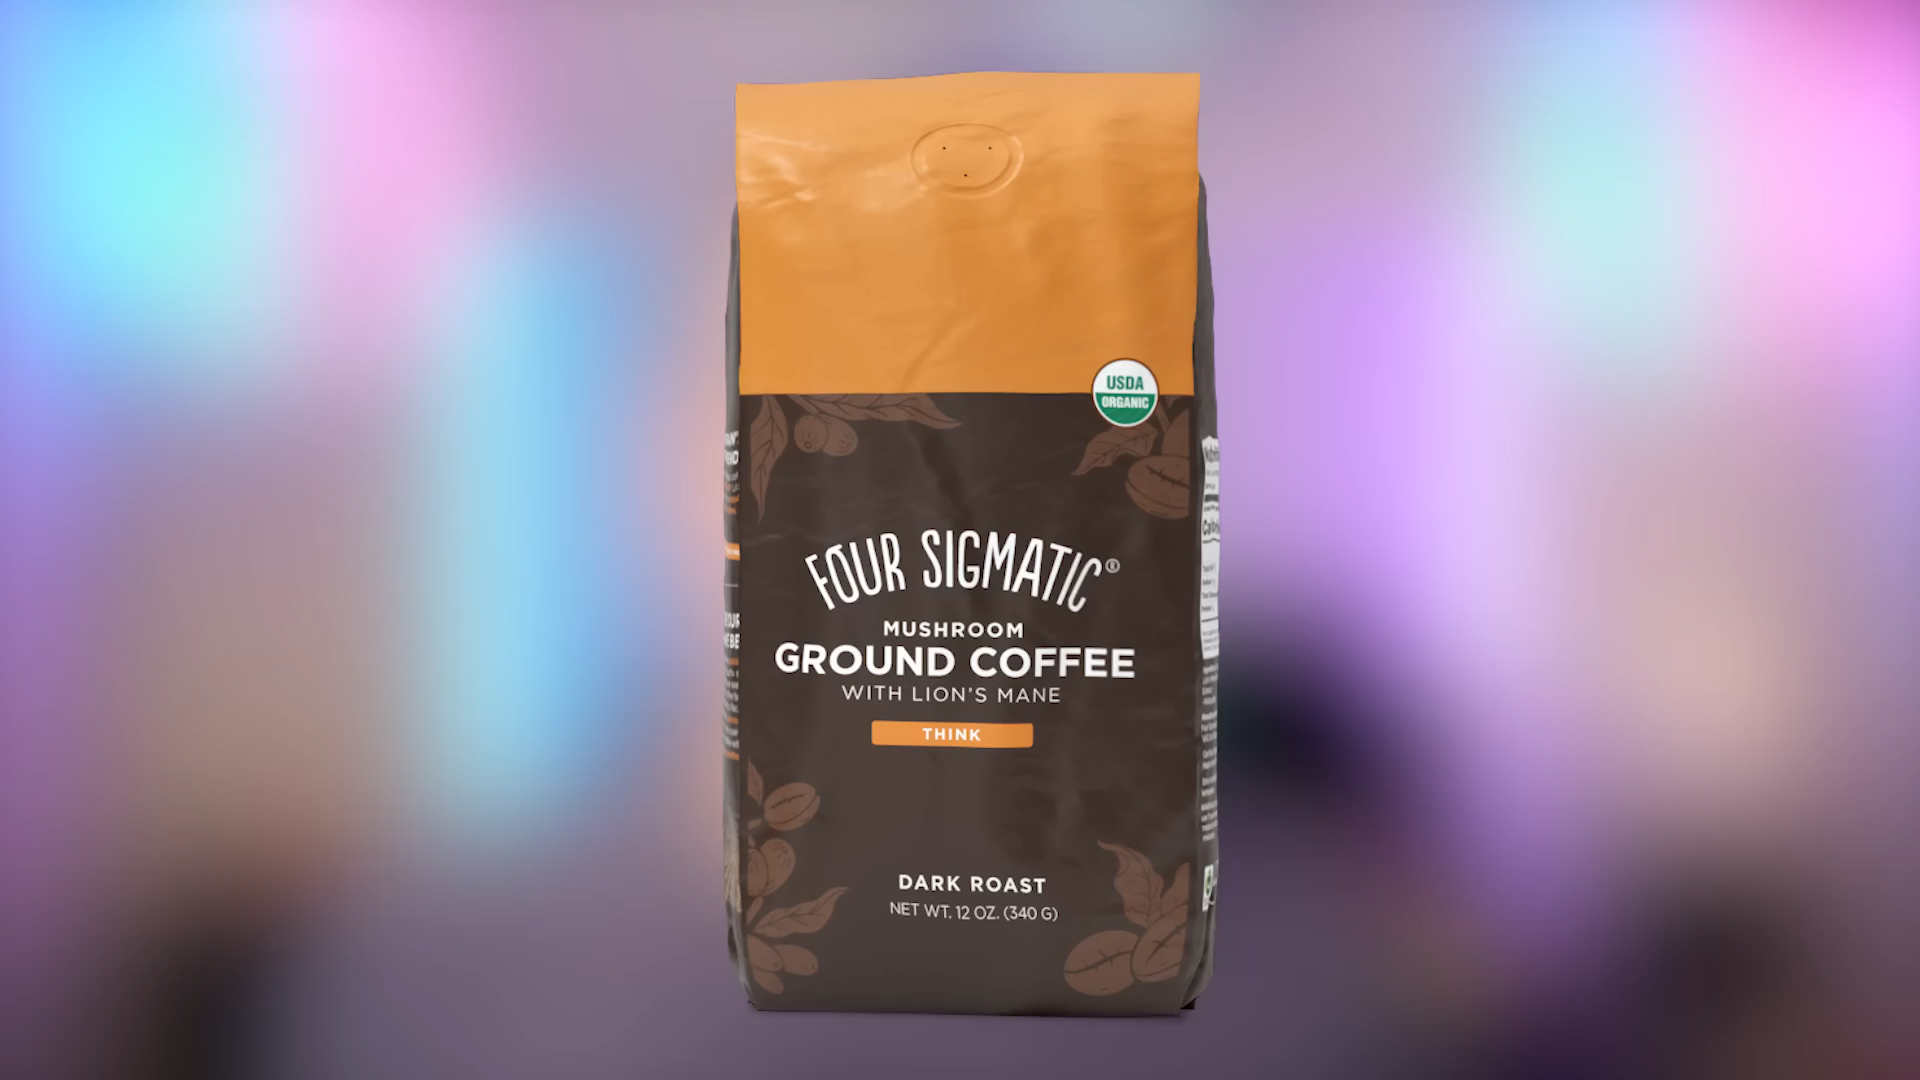 USDA
ORGANIC
FOUR SIGMATIC®
MUSHROOM
GROUND COFFEE
WITH LION'S MANE
THINK
DARK ROAST
NET WT. 12 OZ. (340 G)